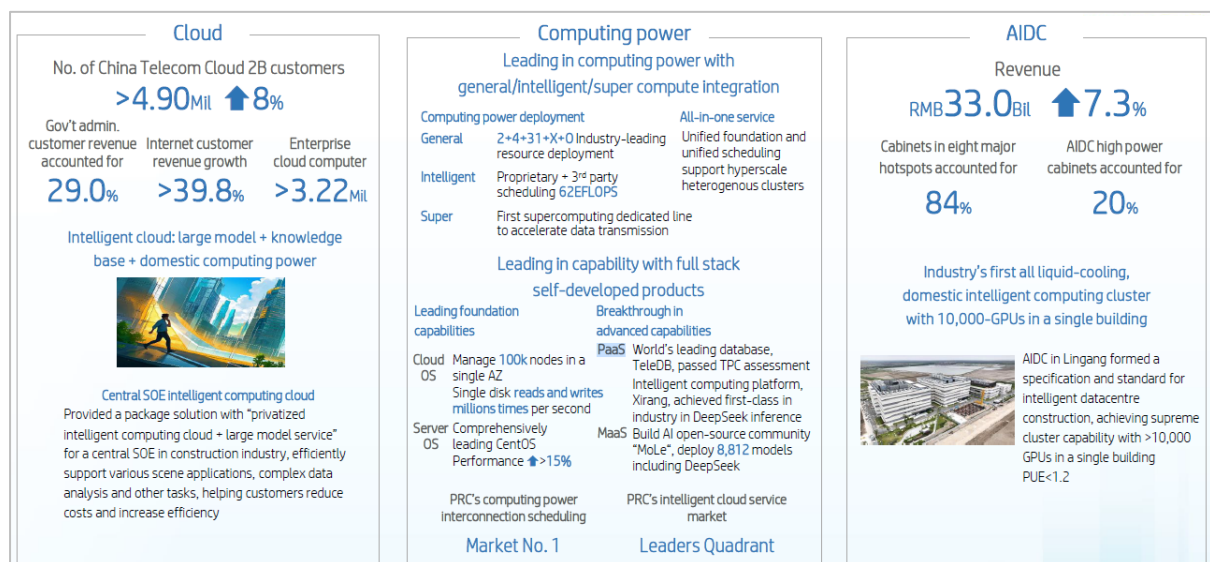 Cloud
No. of China Telecom Cloud 2B customers
>4.90Mil ⬆8%
Gov't admin.
customer revenue
accounted for
29.0%
Internet customer
revenue growth
>39.8%
Enterprise
cloud computer
>3.22Mil
Intelligent cloud: large model + knowledge
base + domestic computing power
Central SOE intelligent computing cloud
Provided a package solution with “privatized
intelligent computing cloud + large model service”
for a central SOE in construction industry, efficiently
support various scene applications, complex data
analysis and other tasks, helping customers reduce
costs and increase efficiency
Computing power
Leading in computing power with
general/intelligent/super compute integration
Computing power deployment
General 2+4+31+X+O Industry-leading
resource deployment
Intelligent Proprietary + 3rd party
scheduling 62EFLOPS
Super First supercomputing dedicated line
to accelerate data transmission
All-in-one service
Unified foundation and
unified scheduling
support hyperscale
heterogenous clusters
Leading in capability with full stack
self-developed products
Leading foundation
capabilities
Cloud OS Manage 100k nodes in a
single AZ
Single disk reads and writes
millions times per second
Server OS Comprehensively
leading CentOS
Performance ⬆>15%
Breakthrough in
advanced capabilities
PaaS World's leading database,
TeleDB, passed TPC assessment
Intelligent computing platform,
Xirang, achieved first-class in
industry in DeepSeek inference
MaaS Build AI open-source community
“MoLe“, deploy 8,812 models
including DeepSeek
PRC's computing power
interconnection scheduling
Market No. 1
PRC's intelligent cloud service
market
Leaders Quadrant
AIDC
Revenue
RMB33.0Bil ⬆7.3%
Cabinets in eight major
hotspots accounted for
84%
AIDC high power
cabinets accounted for
20%
Industry's first all liquid-cooling,
domestic intelligent computing cluster
with 10,000-GPUs in a single building
AIDC in Lingang formed a
specification and standard for
intelligent datacentre
construction, achieving supreme
cluster capability with >10,000
GPUs in a single building
PUE<1.2